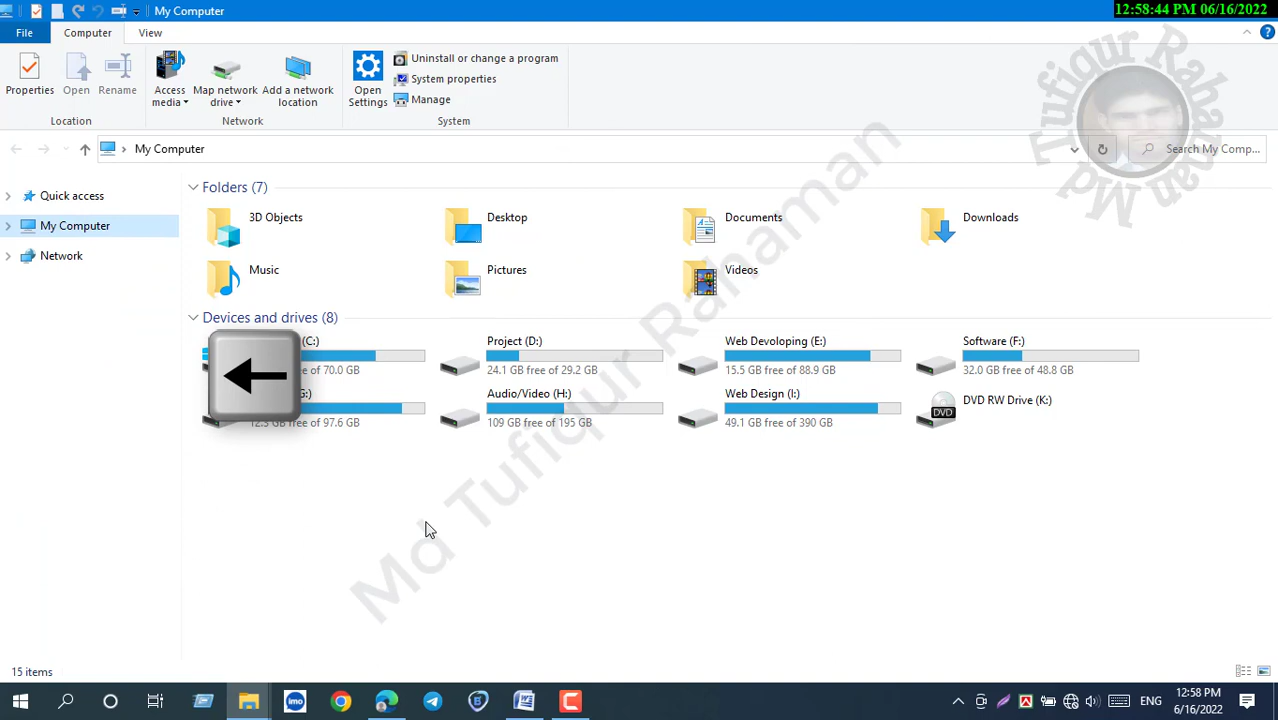 My Computer
12:58:44 PM 06/16/2022
File
Computer
View
Properties
Open
Rename
Access media
Map network drive
Add a network location
Open Settings
Uninstall or change a program
System properties
Manage
Location
Network
System
My Computer
Search My Comp...
Md Tufiqur Rahaman
Quick access
My Computer
Network
Folders (7)
3D Objects
Desktop
Documents
Downloads
Music
Pictures
Videos
Devices and drives (8)
(C:)
of 70.0 GB
Project (D:)
24.1 GB free of 29.2 GB
Web Devoloping (E:)
15.5 GB free of 88.9 GB
Software (F:)
32.0 GB free of 48.8 GB
12.3 GB free of 97.6 GB
Audio/Video (H:)
109 GB free of 195 GB
Web Design (I:)
49.1 GB free of 390 GB
DVD RW Drive (K:)
DVD
Md Tufiqur Rahaman
15 items
imo
ENG
12:58 PM
6/16/2022